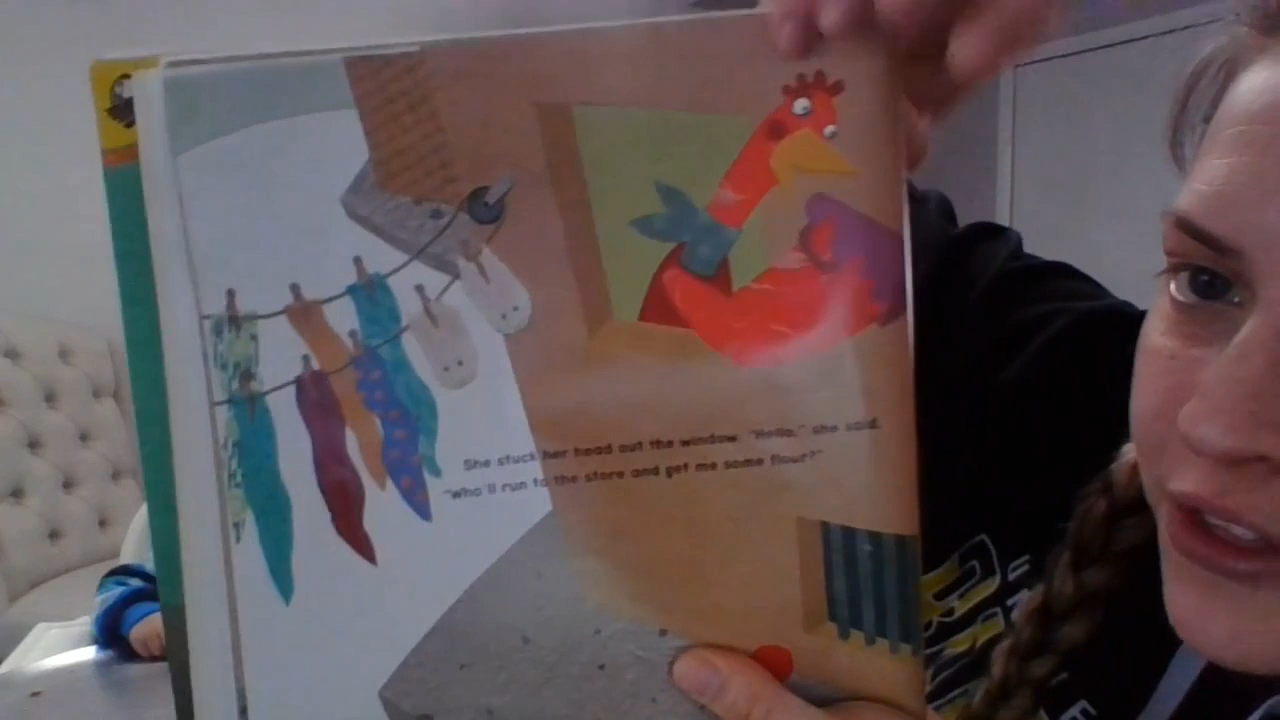 She stuck her head out the window. "Hello," she said.
"Who'll run to the store and get me some flour?"